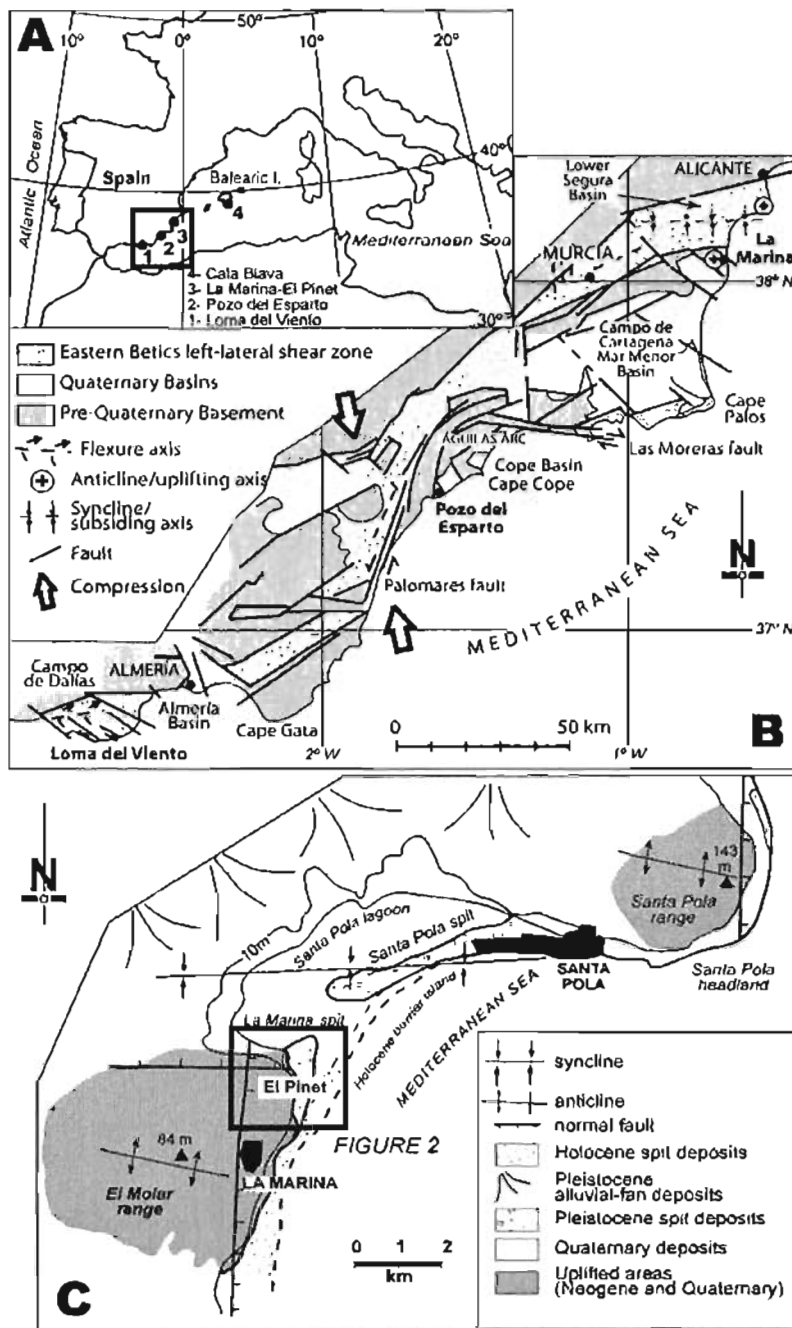 A
10°
0°
50°
10°
20°
40°
30°
Atlantic Ocean
Spain
Balearic I.
Mediterranean Sea
4
3
2
1
4- Cala Blava
3- La Marina-El Pinet
2- Pozo del Esparto
1- Loma del Viento
Lower
Segura
Basin
ALICANTE
La
Marina
MURCIA
38° N
Campo de
Cartagena
Mar Menor
Basin
Cape
Palos
Las Moreras fault
Eastern Betics left-lateral shear zone
Quaternary Basins
Pre-Quaternary Basement
Flexure axis
Anticline/uplifting axis
Syncline/
subsiding axis
Fault
Compression
AGUILAS ARC
Cope Basin
Cape Cope
Pozo del
Esparto
N
MEDITERRANEAN SEA
Palomares fault
37° N
Campo
de Dalías
ALMERÍA
Almería
Basin
Cape Gata
Loma del Viento
0
50 km
2° W
1° W
B
N
143
m
Santa Pola
range
Santa Pola lagoon
10m
Santa Pola spit
SANTA
POLA
Santa Pola
headland
La Marina spit
Holocene barrier island
MEDITERRANEAN SEA
El Pinet
FIGURE 2
84 m
LA MARINA
El Molar
range
0 1 2
km
C
syncline
anticline
normal fault
Holocene spit deposits
Pleistocene
alluvial-fan deposits
Pleistocene spit deposits
Quaternary deposits
Uplifted areas
(Neogene and Quaternary)